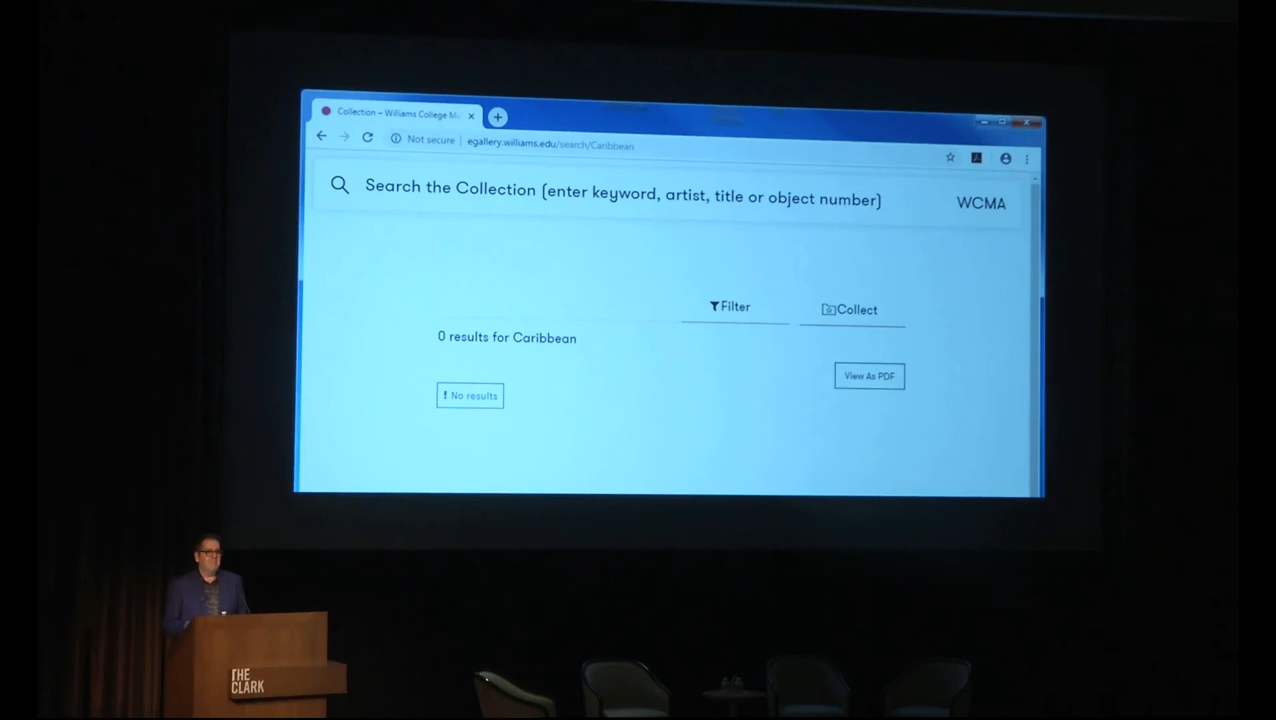 Collection – Williams College M
Not secure | egallery.williams.edu/search/Caribbean
Search the Collection (enter keyword, artist, title or object number)
WCMA
Filter
Collect
0 results for Caribbean
View As PDF
! No results
THE
CLARK